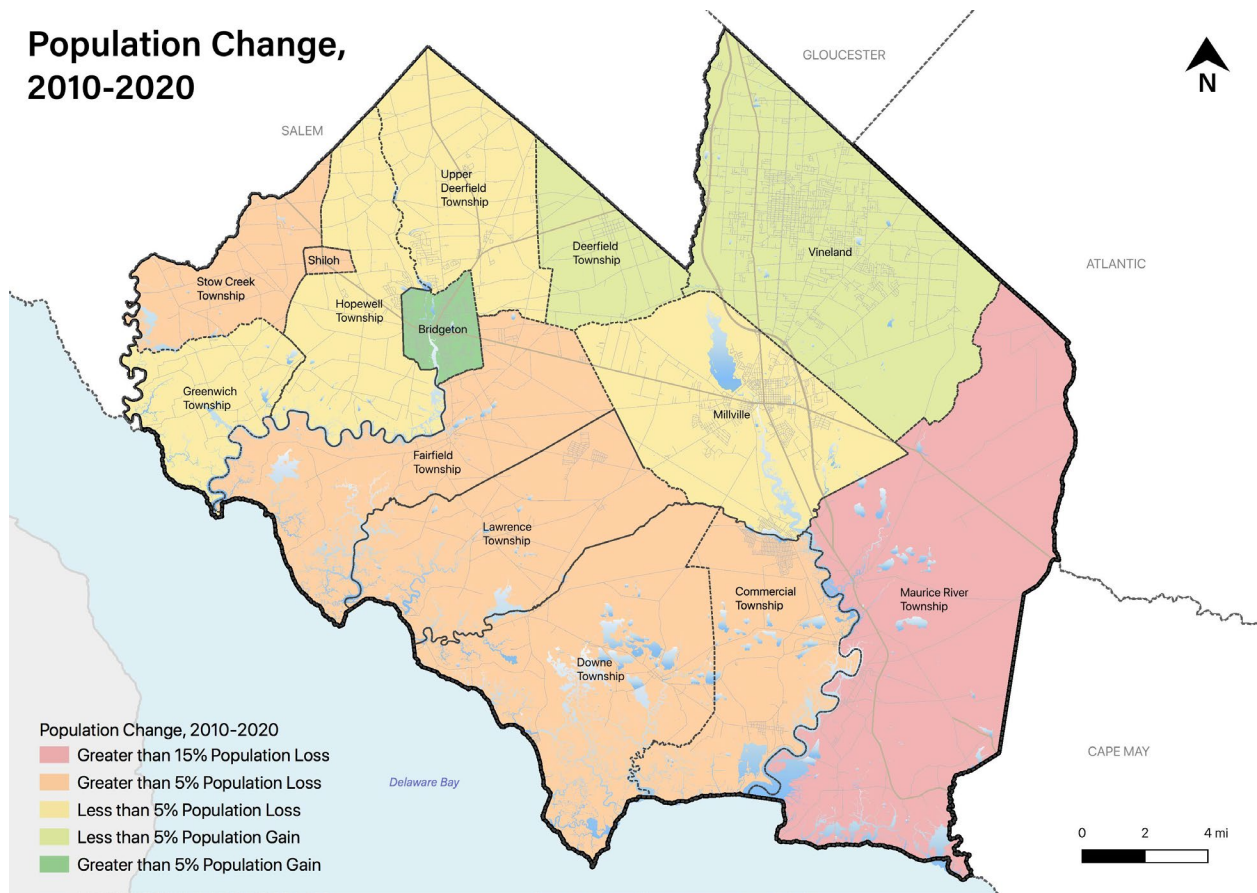 Population Change,
2010-2020
GLOUCESTER
N
SALEM
Upper
Deerfield
Township
Deerfield
Township
Vineland
Shiloh
ATLANTIC
Stow Creek
Township
Hopewell
Township
Bridgeton
Greenwich
Township
Millville
Fairfield
Township
Lawrence
Township
Commercial
Township
Maurice River
Township
Downe
Township
Population Change, 2010-2020
Greater than 15% Population Loss
Greater than 5% Population Loss
Less than 5% Population Loss
Less than 5% Population Gain
Greater than 5% Population Gain
Delaware Bay
CAPE MAY
0 2 4 mi